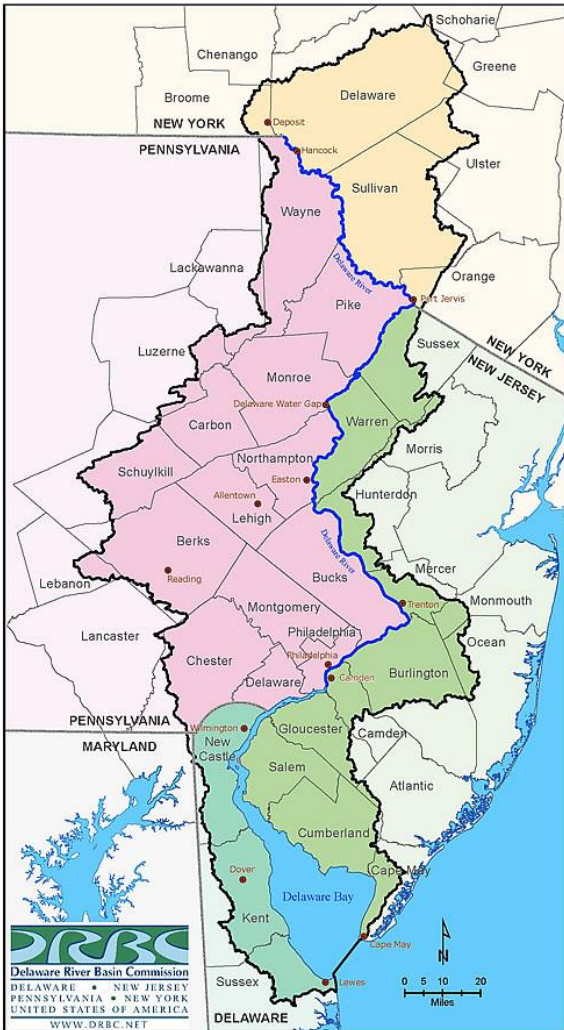 Schoharie
Chenango
Greene
Delaware
Broome
Deposit
NEW YORK
PENNSYLVANIA
Hancock
Ulster
Sullivan
Wayne
Lackawanna
Delaware River
Orange
Port Jervis
Pike
Sussex
NEW YORK
NEW JERSEY
Luzerne
Monroe
Delaware Water Gap
Warren
Carbon
Morris
Northampton
Schuylkill
Easton
Hunterdon
Allentown
Lehigh
Berks
Delaware River
Mercer
Reading
Bucks
Lebanon
Monmouth
Trenton
Montgomery
Lancaster
Philadelphia
Ocean
Chester
Philadelphia
Burlington
Delaware
Camden
PENNSYLVANIA
Wilmington
Gloucester
Camden
MARYLAND
New
Castle
Salem
Atlantic
Cumberland
Cape May
Dover
Delaware Bay
Kent
Cape May
N
DRBC
Delaware River Basin Commission
DELAWARE • NEW JERSEY
PENNSYLVANIA • NEW YORK
UNITED STATES OF AMERICA
WWW.DRBC.NET
Sussex
Lewes
DELAWARE
0 5 10 20
Miles